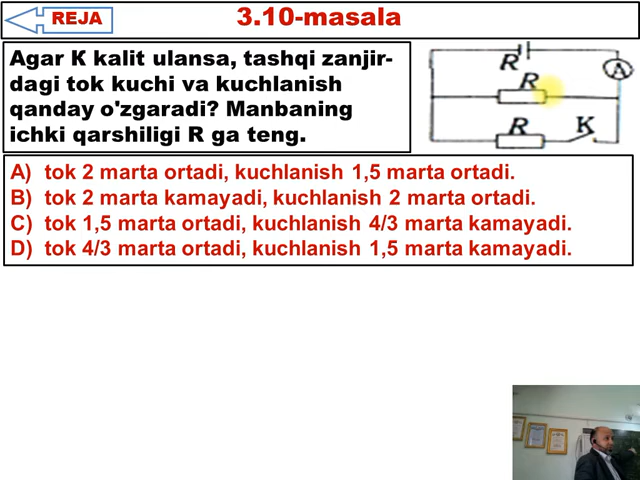 REJA
3.10-masala
Agar K kalit ulansa, tashqi zanjir-
dagi tok kuchi va kuchlanish
qanday o'zgaradi? Manbaning
ichki qarshiligi R ga teng.
R
A
R
R
K
A) tok 2 marta ortadi, kuchlanish 1,5 marta ortadi.
B) tok 2 marta kamayadi, kuchlanish 2 marta ortadi.
C) tok 1,5 marta ortadi, kuchlanish 4/3 marta kamayadi.
D) tok 4/3 marta ortadi, kuchlanish 1,5 marta kamayadi.